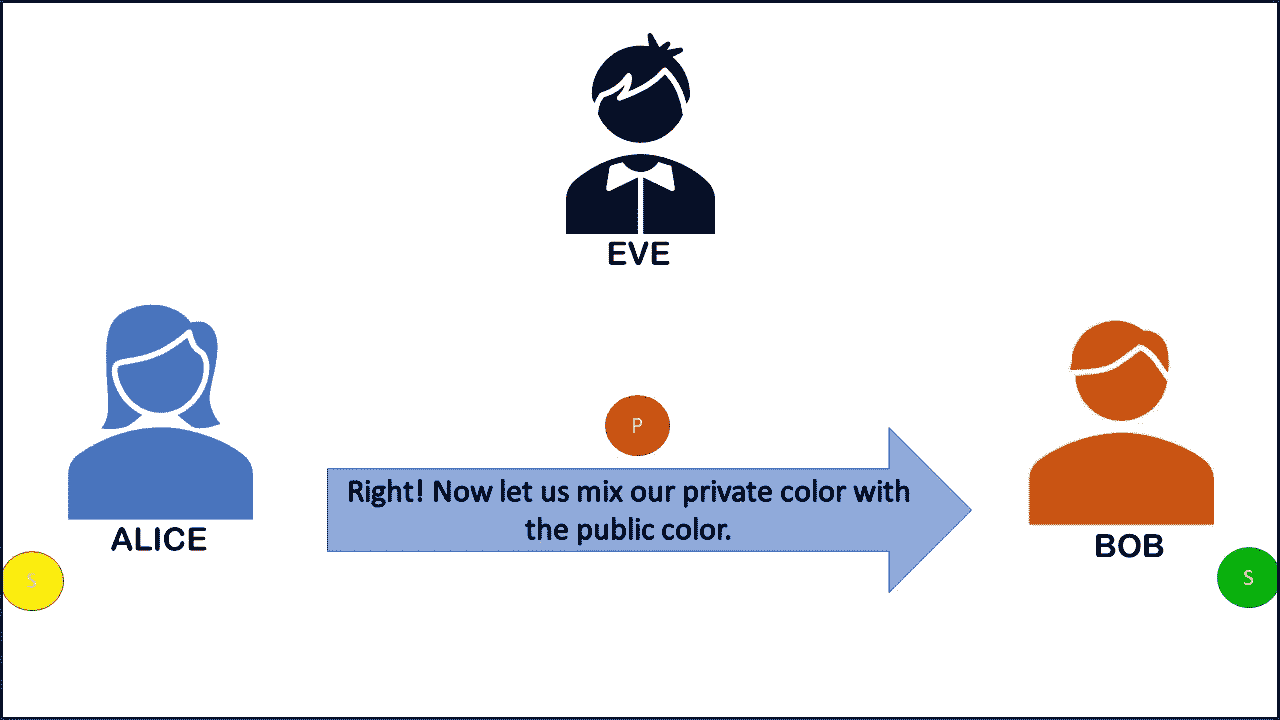 EVE
P
Right! Now let us mix our private color with
the public color.
ALICE
BOB
S
S